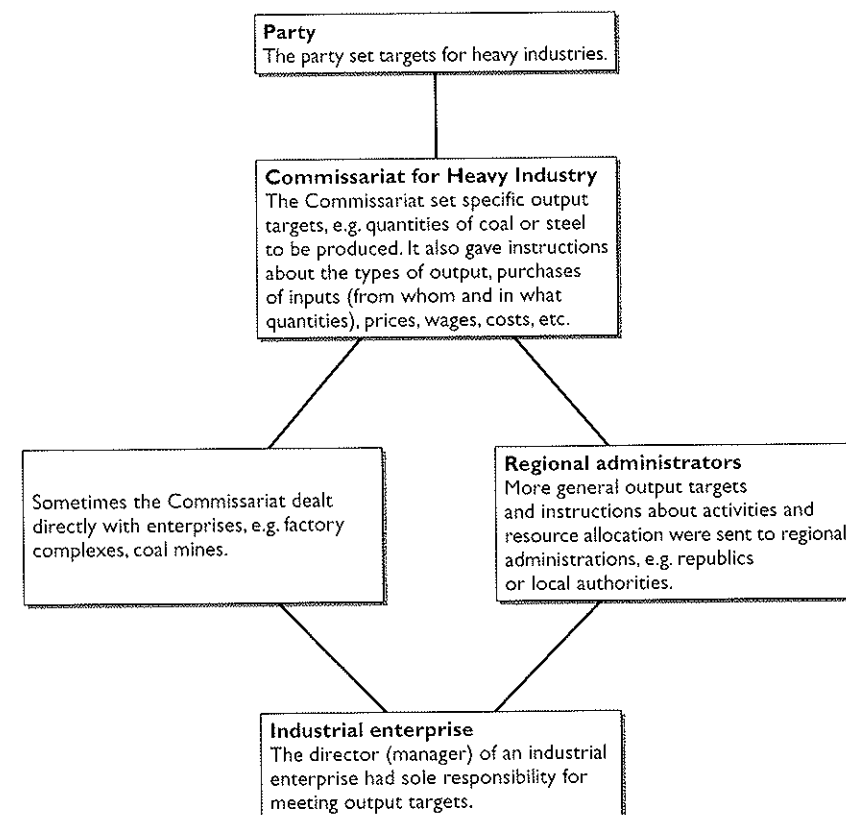 Party
The party set targets for heavy industries.
Commissariat for Heavy Industry
The Commissariat set specific output
targets, e.g. quantities of coal or steel
to be produced. It also gave instructions
about the types of output, purchases
of inputs (from whom and in what
quantities), prices, wages, costs, etc.
Sometimes the Commissariat dealt
directly with enterprises, e.g. factory
complexes, coal mines.
Regional administrators
More general output targets
and instructions about activities and
resource allocation were sent to regional
administrations, e.g. republics
or local authorities.
Industrial enterprise
The director (manager) of an industrial
enterprise had sole responsibility for
meeting output targets.